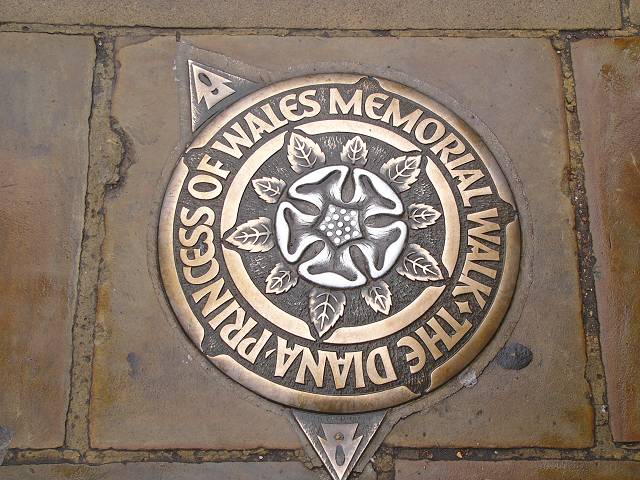 THE DIANA · PRINCESS OF WALES MEMORIAL WALK ·